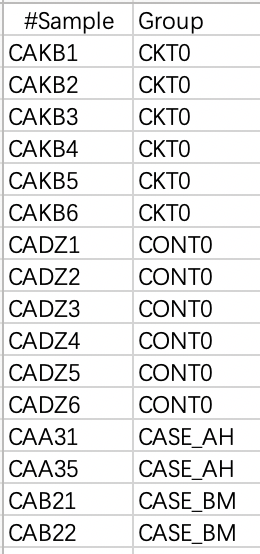 #Sample Group
CAKB1 CKT0
CAKB2 CKT0
CAKB3 CKT0
CAKB4 CKT0
CAKB5 CKT0
CAKB6 CKT0
CADZ1 CONT0
CADZ2 CONT0
CADZ3 CONT0
CADZ4 CONT0
CADZ5 CONT0
CADZ6 CONT0
CAA31 CASE_AH
CAA35 CASE_AH
CAB21 CASE_BM
CAB22 CASE_BM